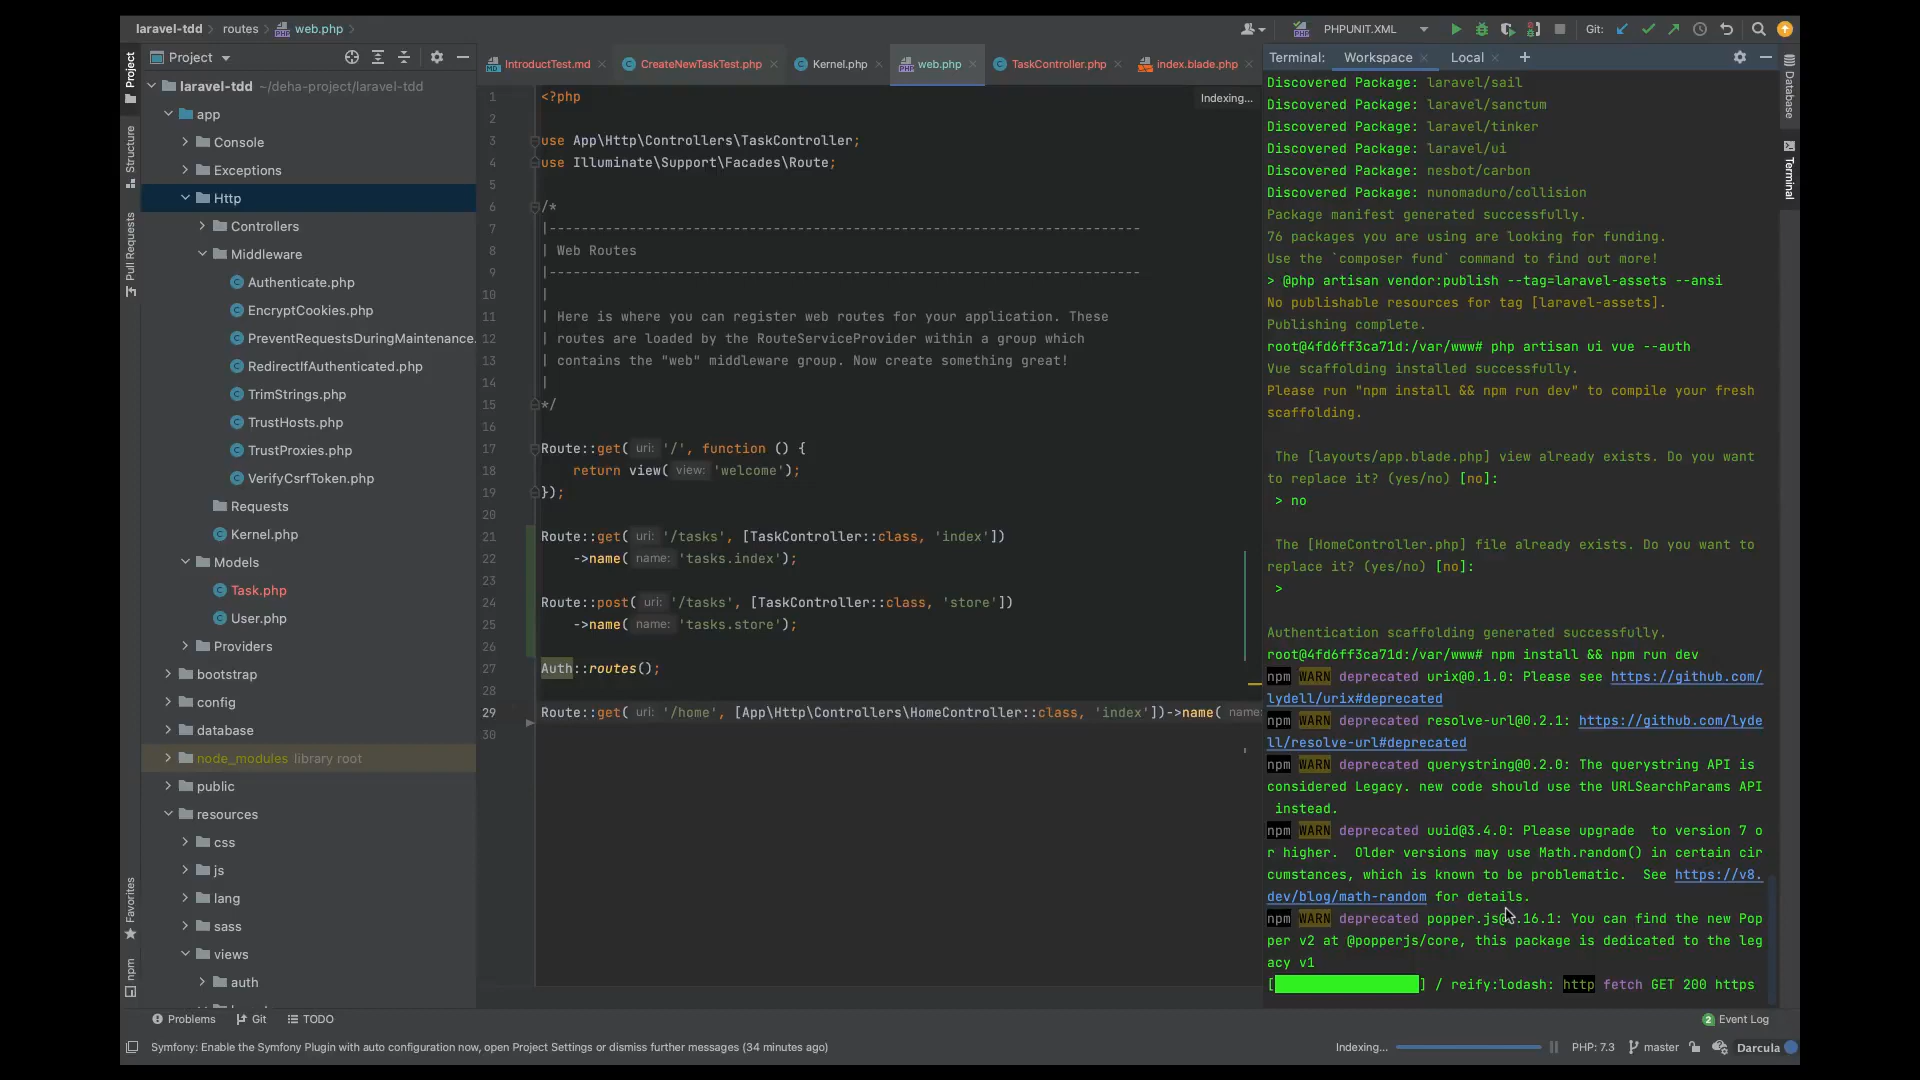 laravel-tdd
routes
web.php
PHPUNIT.XML
Git:
Project
Structure
Pull Requests
Favorites
npm
Project
laravel-tdd ~/deha-project/laravel-tdd
app
Console
Exceptions
Http
Controllers
Middleware
Authenticate.php
EncryptCookies.php
PreventRequestsDuringMaintenance.
RedirectIfAuthenticated.php
TrimStrings.php
TrustHosts.php
TrustProxies.php
VerifyCsrfToken.php
Requests
Kernel.php
Models
Task.php
User.php
Providers
bootstrap
config
database
node_modules library root
public
resources
css
js
lang
sass
views
auth
IntroductTest.md
CreateNewTaskTest.php
Kernel.php
web.php
TaskController.php
index.blade.php
Indexing...
1 <?php
2
3 use App\Http\Controllers\TaskController;
4 use Illuminate\Support\Facades\Route;
5
6 /*
7 |--------------------------------------------------------------------------
8 | Web Routes
9 |--------------------------------------------------------------------------
10 |
11 | Here is where you can register web routes for your application. These
12 | routes are loaded by the RouteServiceProvider within a group which
13 | contains the "web" middleware group. Now create something great!
14 |
15 */
16
17 Route::get( uri: '/', function () {
18 return view( view: 'welcome');
19 });
20
21 Route::get( uri: '/tasks', [TaskController::class, 'index'])
22 ->name( name: 'tasks.index');
23
24 Route::post( uri: '/tasks', [TaskController::class, 'store'])
25 ->name( name: 'tasks.store');
26
27 Auth::routes();
28
29 Route::get( uri: '/home', [App\Http\Controllers\HomeController::class, 'index'])->name( name:
30
Terminal: Workspace Local
Discovered Package: laravel/sail
Discovered Package: laravel/sanctum
Discovered Package: laravel/tinker
Discovered Package: laravel/ui
Discovered Package: nesbot/carbon
Discovered Package: nunomaduro/collision
Package manifest generated successfully.
76 packages you are using are looking for funding.
Use the `composer fund` command to find out more!
> @php artisan vendor:publish --tag=laravel-assets --ansi
No publishable resources for tag [laravel-assets].
Publishing complete.
root@4fd6ff3ca71d:/var/www# php artisan ui vue --auth
Vue scaffolding installed successfully.
Please run "npm install && npm run dev" to compile your fresh
scaffolding.
The [layouts/app.blade.php] view already exists. Do you want
to replace it? (yes/no) [no]:
> no
The [HomeController.php] file already exists. Do you want to
replace it? (yes/no) [no]:
>
Authentication scaffolding generated successfully.
root@4fd6ff3ca71d:/var/www# npm install && npm run dev
npm WARN deprecated urix@0.1.0: Please see https://github.com/
lydell/urix#deprecated
npm WARN deprecated resolve-url@0.2.1: https://github.com/lyde
ll/resolve-url#deprecated
npm WARN deprecated querystring@0.2.0: The querystring API is
considered Legacy. new code should use the URLSearchParams API
instead.
npm WARN deprecated uuid@3.4.0: Please upgrade  to version 7 o
r higher.  Older versions may use Math.random() in certain cir
cumstances, which is known to be problematic.  See https://v8.
dev/blog/math-random for details.
npm WARN deprecated popper.js@1.16.1: You can find the new Pop
per v2 at @popperjs/core, this package is dedicated to the leg
acy v1
[ ] / reify:lodash: http fetch GET 200 https
Database
Terminal
Problems
Git
TODO
2 Event Log
Symfony: Enable the Symfony Plugin with auto configuration now, open Project Settings or dismiss further messages (34 minutes ago)
Indexing...
PHP: 7.3
master
Darcula